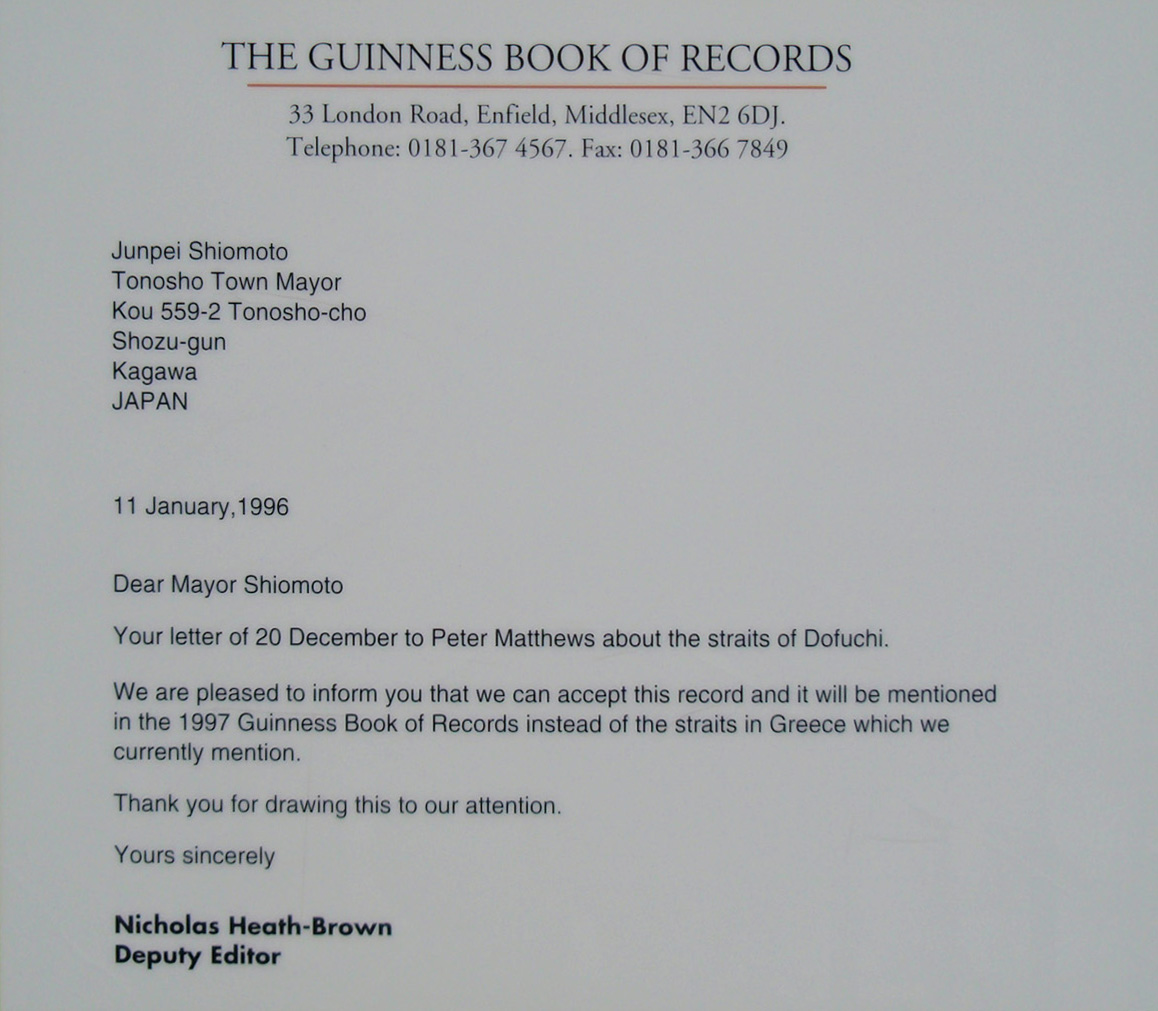 THE GUINNESS BOOK OF RECORDS
33 London Road, Enfield, Middlesex, EN2 6DJ.
Telephone: 0181-367 4567. Fax: 0181-366 7849
Junpei Shiomoto
Tonosho Town Mayor
Kou 559-2 Tonosho-cho
Shozu-gun
Kagawa
JAPAN
11 January,1996
Dear Mayor Shiomoto
Your letter of 20 December to Peter Matthews about the straits of Dofuchi.
We are pleased to inform you that we can accept this record and it will be mentioned
in the 1997 Guinness Book of Records instead of the straits in Greece which we
currently mention.
Thank you for drawing this to our attention.
Yours sincerely
Nicholas Heath-Brown
Deputy Editor